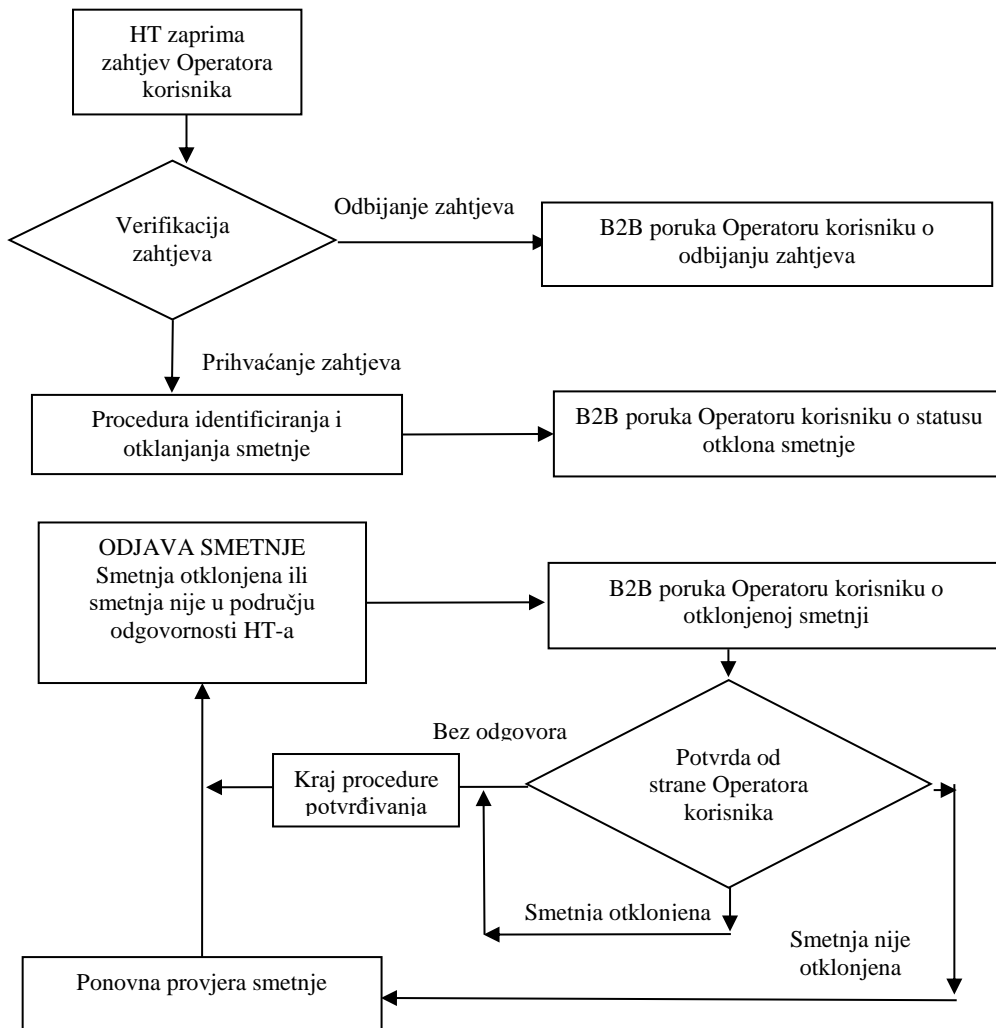 HT zaprima
zahtjev Operatora
korisnika
Verifikacija
zahtjeva
Odbijanje zahtjeva
B2B poruka Operatoru korisniku o
odbijanju zahtjeva
Prihvaćanje zahtjeva
Procedura identificiranja i
otklanjanja smetnje
B2B poruka Operatoru korisniku o statusu
otklona smetnje
ODJAVA SMETNJE
Smetnja otklonjena ili
smetnja nije u području
odgovornosti HT-a
B2B poruka Operatoru korisniku o
otklonjenoj smetnji
Bez odgovora
Kraj procedure
potvrđivanja
Potvrda od
strane Operatora
korisnika
Smetnja otklonjena
Smetnja nije
otklonjena
Ponovna provjera smetnje